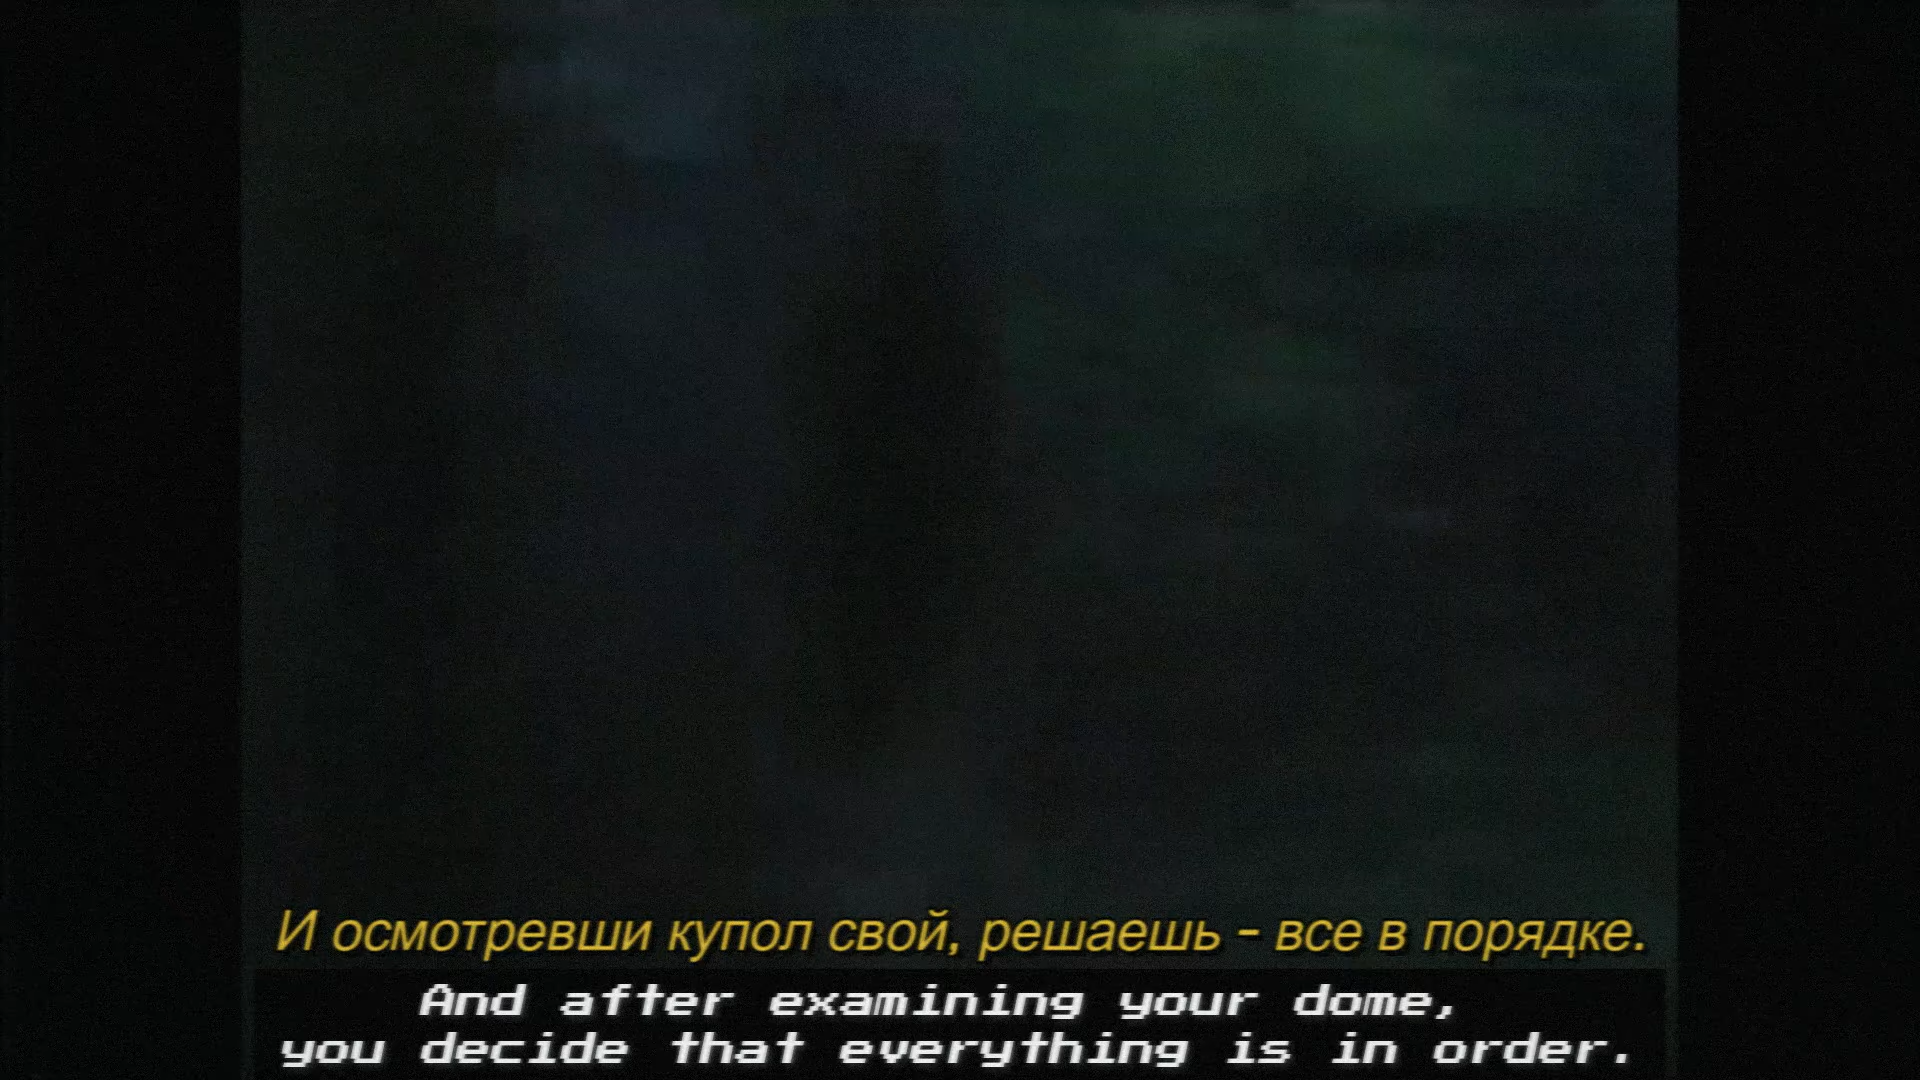 И осмотревши купол свой, решаешь - все в порядке.
And after examining your dome,
you decide that everything is in order.